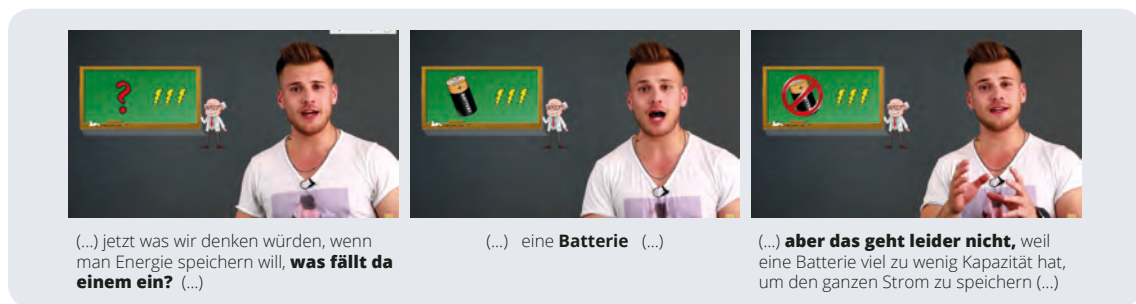 ?
(...) jetzt was wir denken würden, wenn
man Energie speichern will, was fällt da
einem ein? (...)
(...) eine Batterie (...)
(...) aber das geht leider nicht, weil
eine Batterie viel zu wenig Kapazität hat,
um den ganzen Strom zu speichern (...)